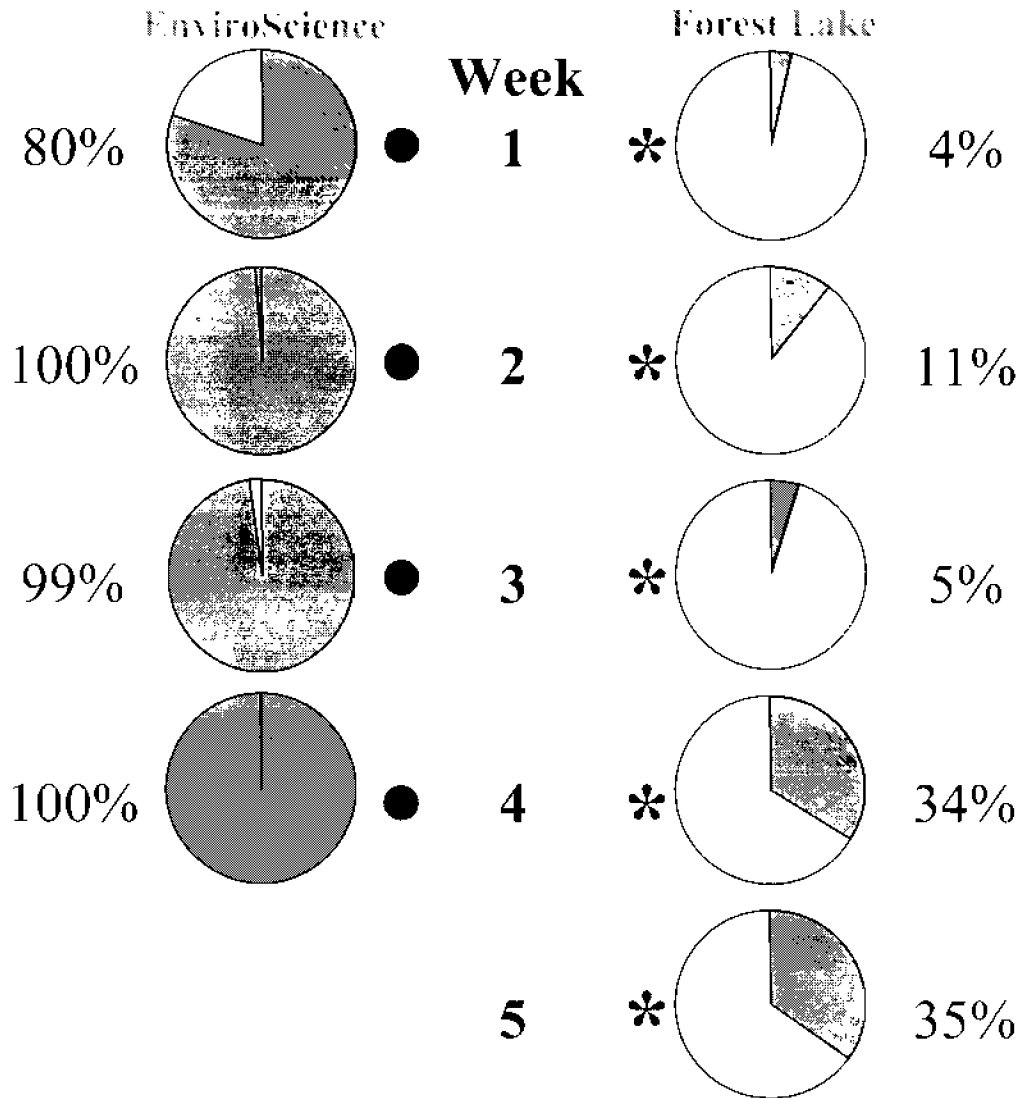 EnviroScience Forest Lake
Week
80% ● 1 * 4%
100% ● 2 * 11%
99% ● 3 * 5%
100% ● 4 * 34%
5 * 35%